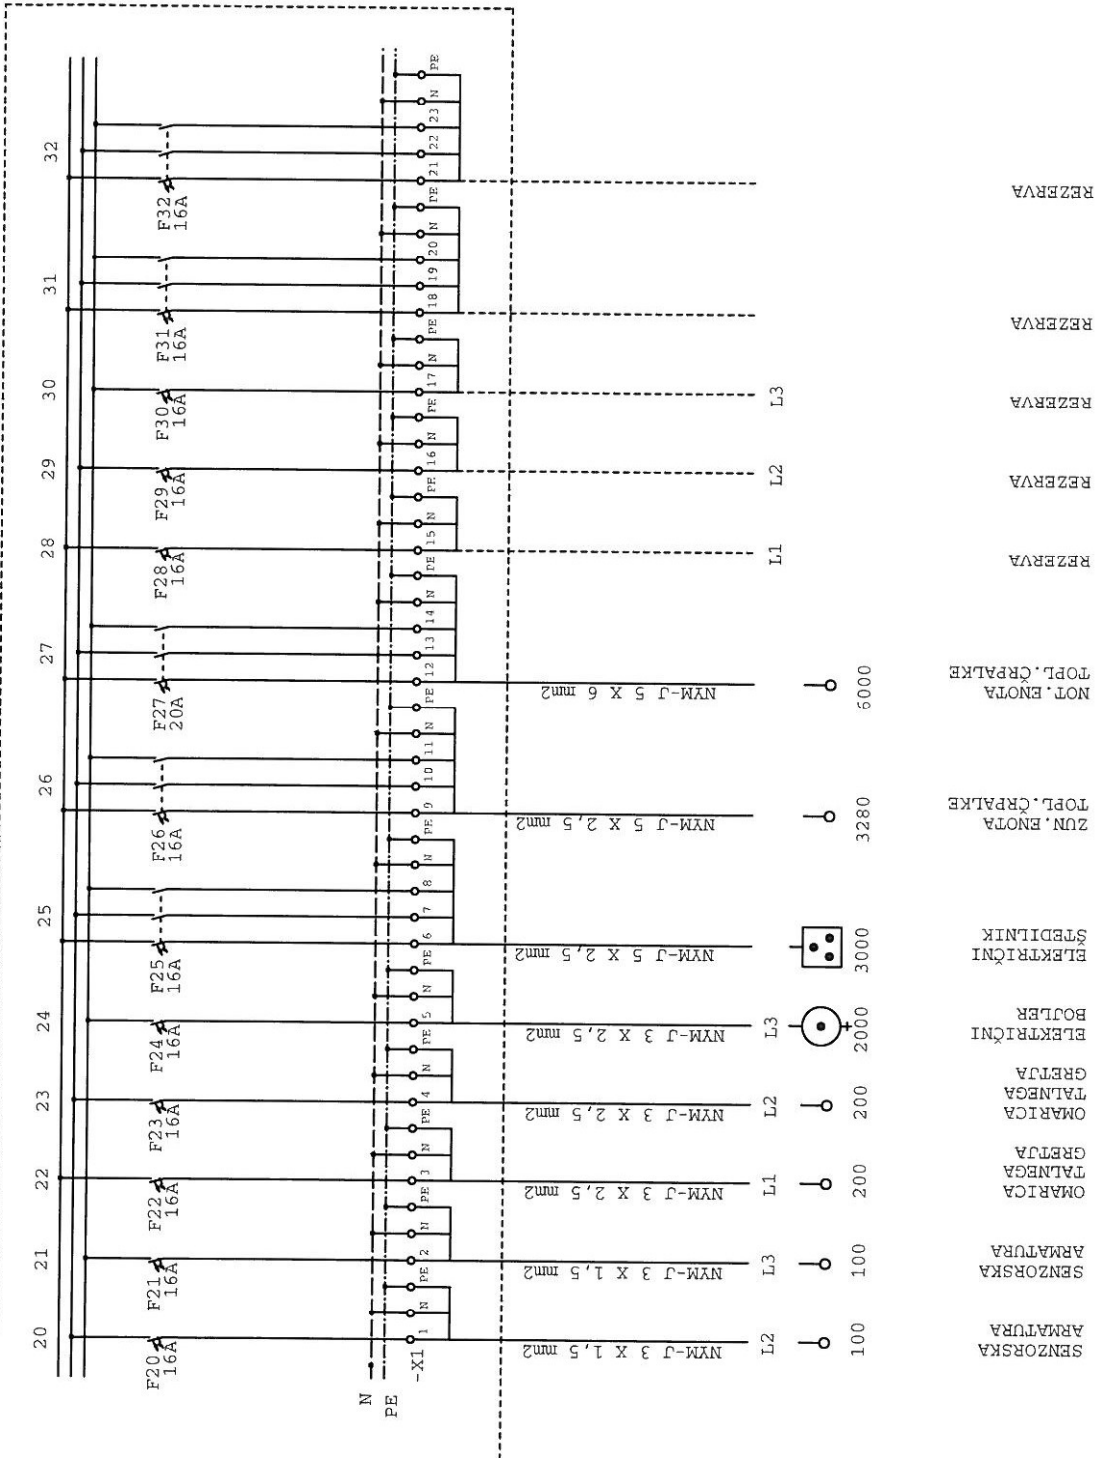 20
21
22
23
24
25
26
27
28
29
30
31
32
F20
16A
F21
16A
F22
16A
F23
16A
F24
16A
F25
16A
F26
16A
F27
20A
F28
16A
F29
16A
F30
16A
F31
16A
F32
16A
N
PE
-X1
1 N PE
2 N PE
3 N PE
4 N PE
5 N PE
6 7 8 N PE
9 10 11 N PE
12 13 14 N PE
15 N PE
16 N PE
17 N PE
18 19 20 N PE
21 22 23 N PE
NYM-J 3 X 1,5 mm2
NYM-J 3 X 1,5 mm2
NYM-J 3 X 2,5 mm2
NYM-J 3 X 2,5 mm2
NYM-J 3 X 2,5 mm2
NYM-J 5 X 2,5 mm2
NYM-J 5 X 2,5 mm2
NYM-J 5 X 6 mm2
L2
L3
L1
L2
L3
L1
L2
L3
100
100
200
200
2000
3000
3280
6000
SENZORSKA
ARMATURA
SENZORSKA
ARMATURA
OMARICA
TALNEGA
GRETJA
OMARICA
TALNEGA
GRETJA
ELEKTRIČNI
BOJLER
ELEKTRIČNI
ŠTEDILNIK
ZUN.ENOTA
TOPL.ČRPALKE
NOT.ENOTA
TOPL.ČRPALKE
REZERVA
REZERVA
REZERVA
REZERVA
REZERVA